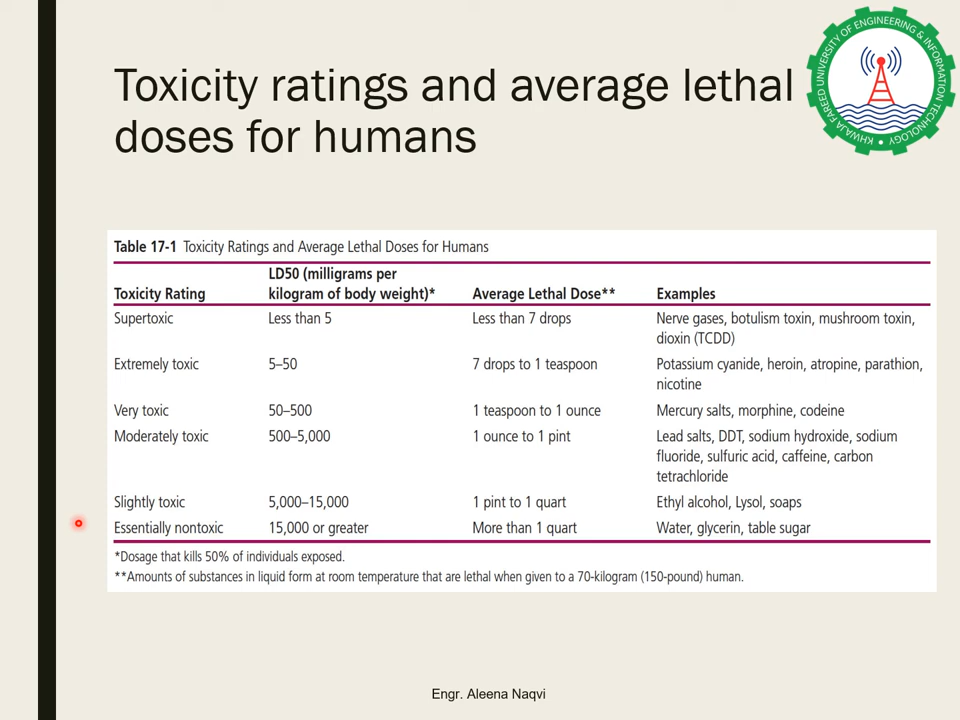 Toxicity ratings and average lethal
doses for humans
KHWAJA FAREED UNIVERSITY OF ENGINEERING & INFORMATION TECHNOLOGY
Table 17-1 Toxicity Ratings and Average Lethal Doses for Humans
LD50 (milligrams per
Toxicity Rating kilogram of body weight)* Average Lethal Dose** Examples
Supertoxic Less than 5 Less than 7 drops Nerve gases, botulism toxin, mushroom toxin,
dioxin (TCDD)
Extremely toxic 5–50 7 drops to 1 teaspoon Potassium cyanide, heroin, atropine, parathion,
nicotine
Very toxic 50–500 1 teaspoon to 1 ounce Mercury salts, morphine, codeine
Moderately toxic 500–5,000 1 ounce to 1 pint Lead salts, DDT, sodium hydroxide, sodium
fluoride, sulfuric acid, caffeine, carbon
tetrachloride
Slightly toxic 5,000–15,000 1 pint to 1 quart Ethyl alcohol, Lysol, soaps
Essentially nontoxic 15,000 or greater More than 1 quart Water, glycerin, table sugar
*Dosage that kills 50% of individuals exposed.
**Amounts of substances in liquid form at room temperature that are lethal when given to a 70-kilogram (150-pound) human.
Engr. Aleena Naqvi